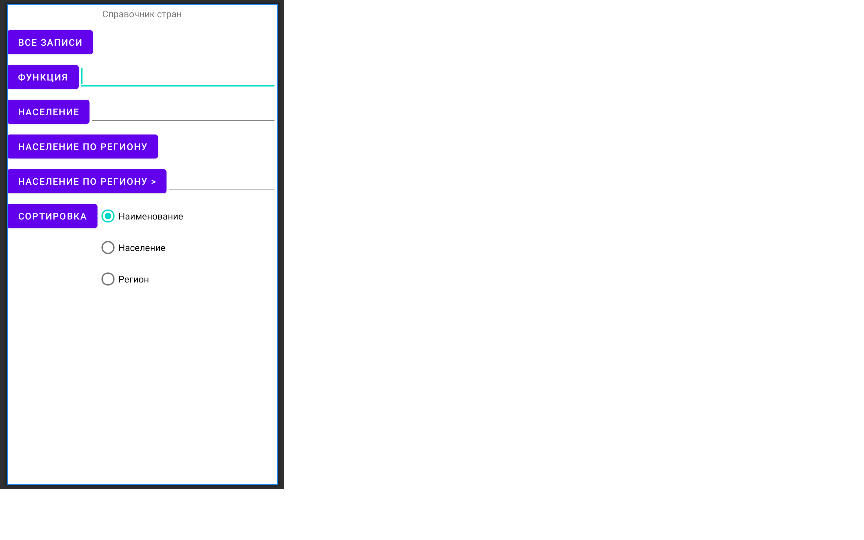 Справочник стран
ВСЕ ЗАПИСИ
ФУНКЦИЯ
НАСЕЛЕНИЕ
НАСЕЛЕНИЕ ПО РЕГИОНУ
НАСЕЛЕНИЕ ПО РЕГИОНУ >
СОРТИРОВКА Наименование
Население
Регион